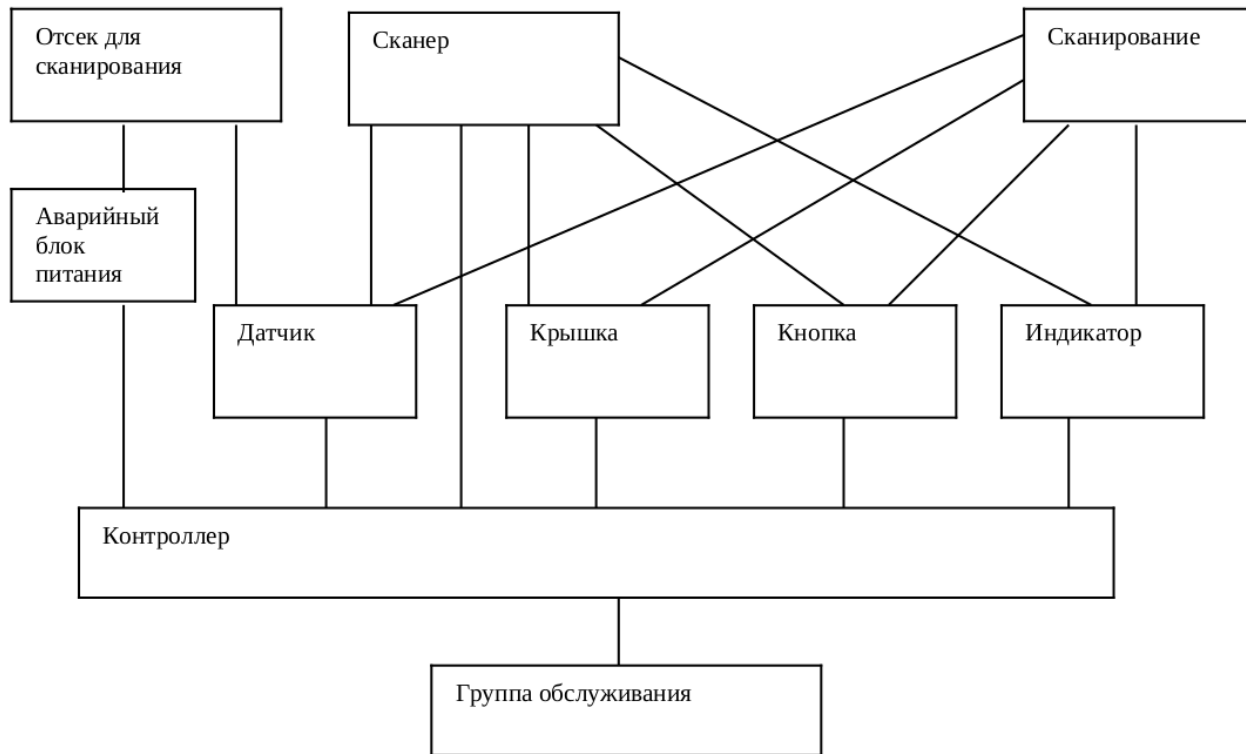 Отсек для
сканирования
Сканер
Сканирование
Аварийный
блок
питания
Датчик
Крышка
Кнопка
Индикатор
Контроллер
Группа обслуживания